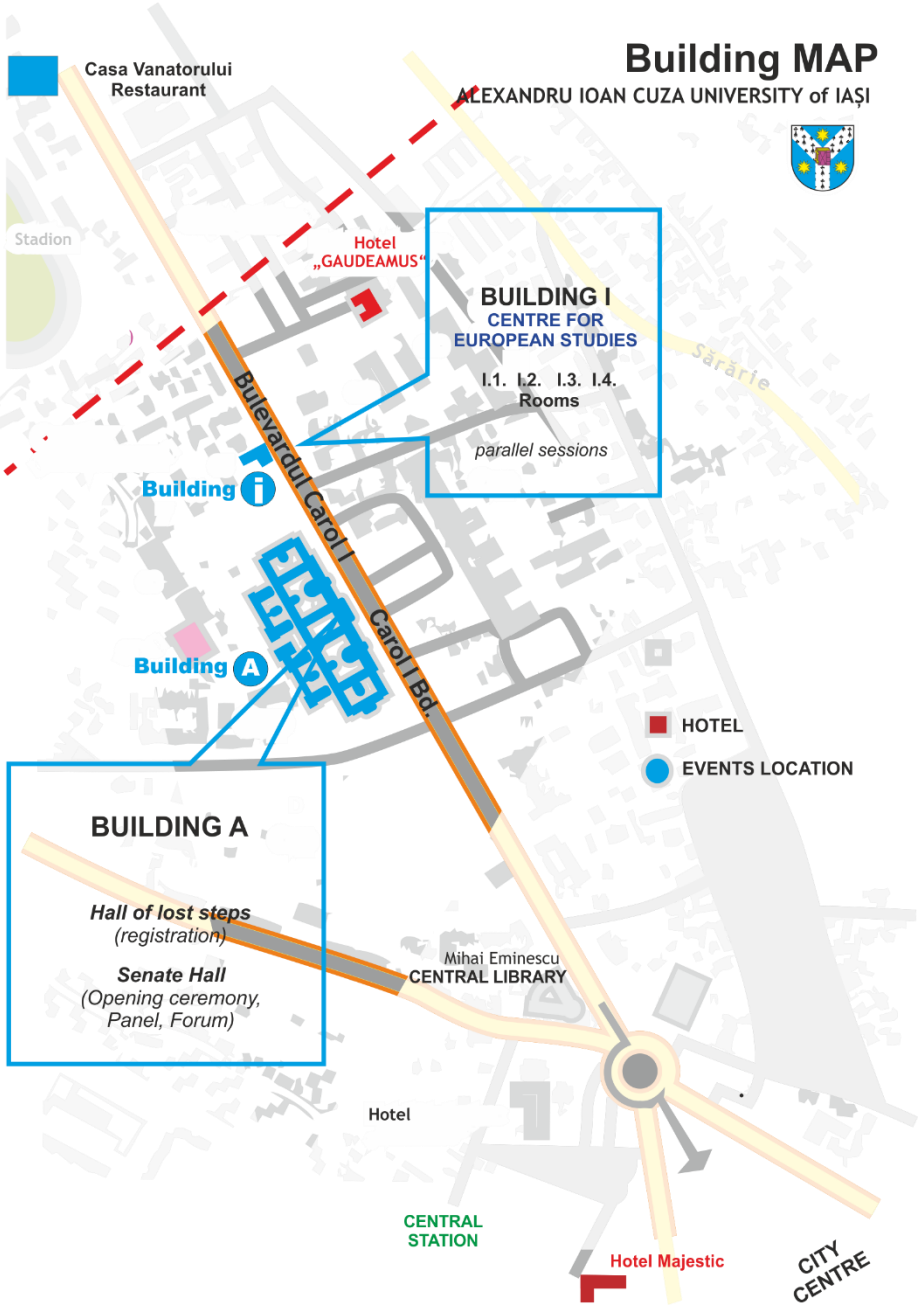 Building MAP
ALEXANDRU IOAN CUZA UNIVERSITY of IAȘI
Casa Vanatorului
Restaurant
Stadion
Hotel
„GAUDEAMUS“
BUILDING I
CENTRE FOR
EUROPEAN STUDIES
I.1. I.2. I.3. I.4.
Rooms
parallel sessions
Sărărie
)
Bulevardul Carol I
Building i
Carol I Bd.
Building A
HOTEL
EVENTS LOCATION
BUILDING A
Hall of lost steps
(registration)
Senate Hall
(Opening ceremony,
Panel, Forum)
Mihai Eminescu
CENTRAL LIBRARY
Hotel
CENTRAL
STATION
Hotel Majestic
CITY
CENTRE